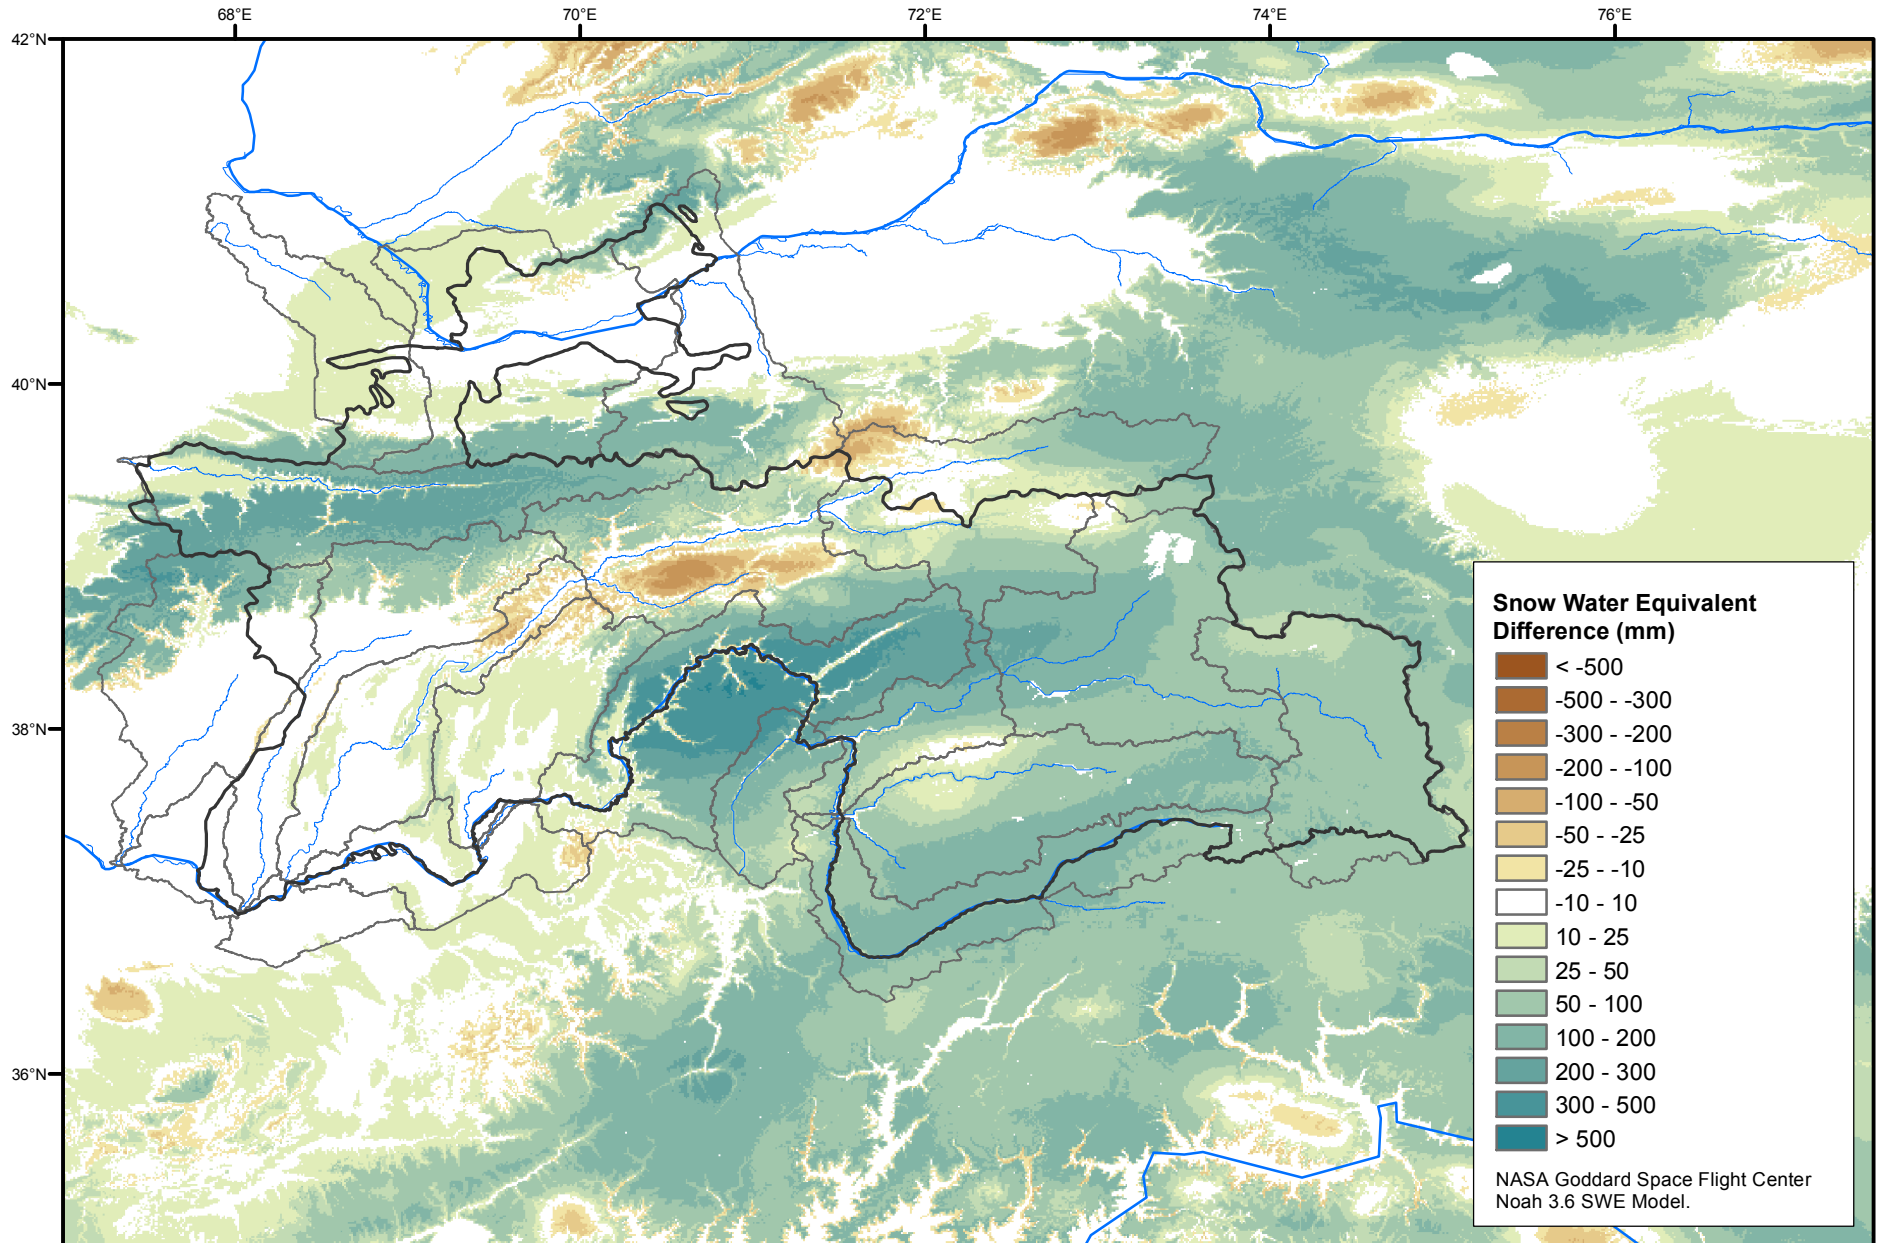 68°E 70°E 72°E 74°E 76°E
42°N
40°N
38°N
36°N
Snow Water Equivalent
Difference (mm)
< -500
-500 - -300
-300 - -200
-200 - -100
-100 - -50
-50 - -25
-25 - -10
-10 - 10
10 - 25
25 - 50
50 - 100
100 - 200
200 - 300
300 - 500
> 500
NASA Goddard Space Flight Center
Noah 3.6 SWE Model.